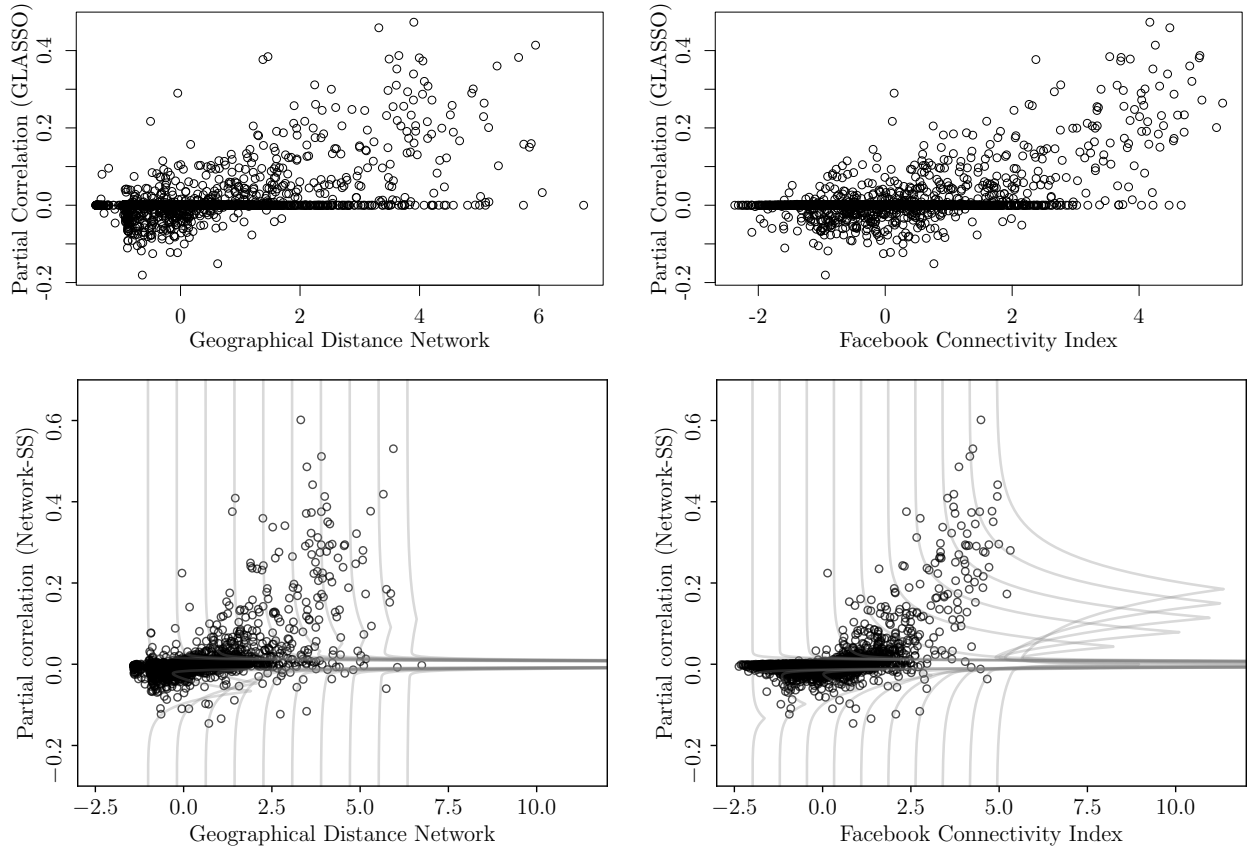 Partial Correlation (GLASSO)
0.4
0.2
0.0
-0.2
0 2 4 6
Geographical Distance Network
Partial Correlation (GLASSO)
0.4
0.2
0.0
-0.2
-2 0 2 4
Facebook Connectivity Index
Partial correlation (Network-SS)
0.6
0.4
0.2
0.0
−0.2
−2.5 0.0 2.5 5.0 7.5 10.0
Geographical Distance Network
Partial correlation (Network-SS)
0.6
0.4
0.2
0.0
−0.2
−2.5 0.0 2.5 5.0 7.5 10.0
Facebook Connectivity Index